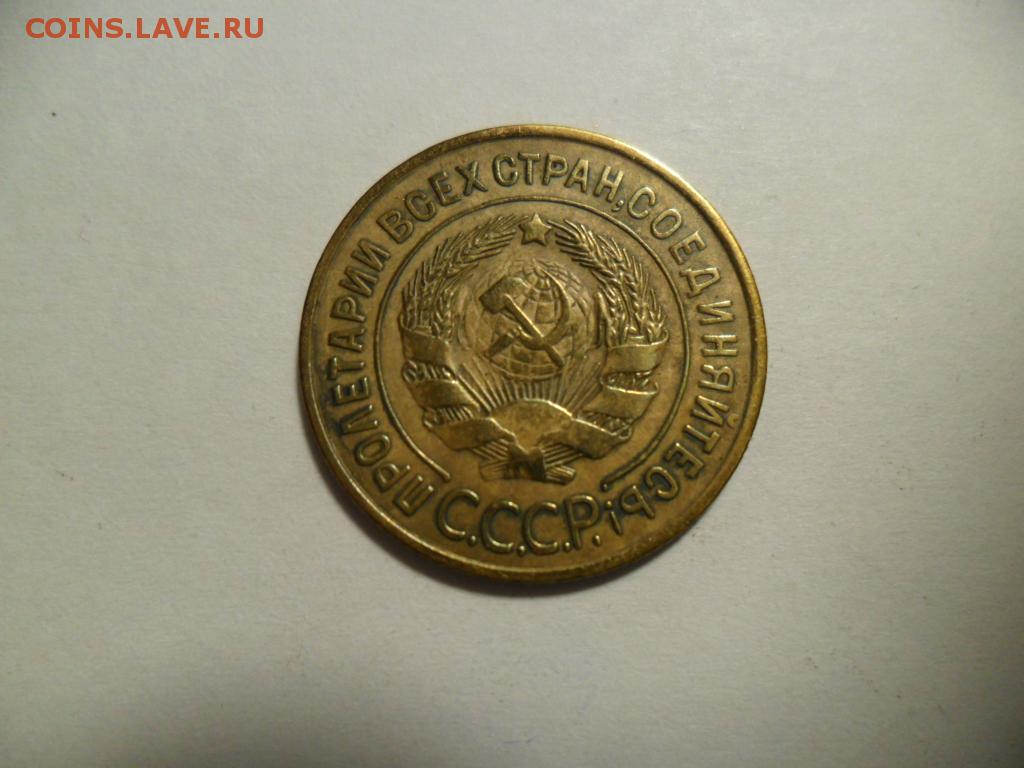 COINS.LAVE.RU
ПРОЛЕТАРИИ ВСЕХ СТРАН, СОЕДИНЯЙТЕСЬ!
С.С.С.Р.